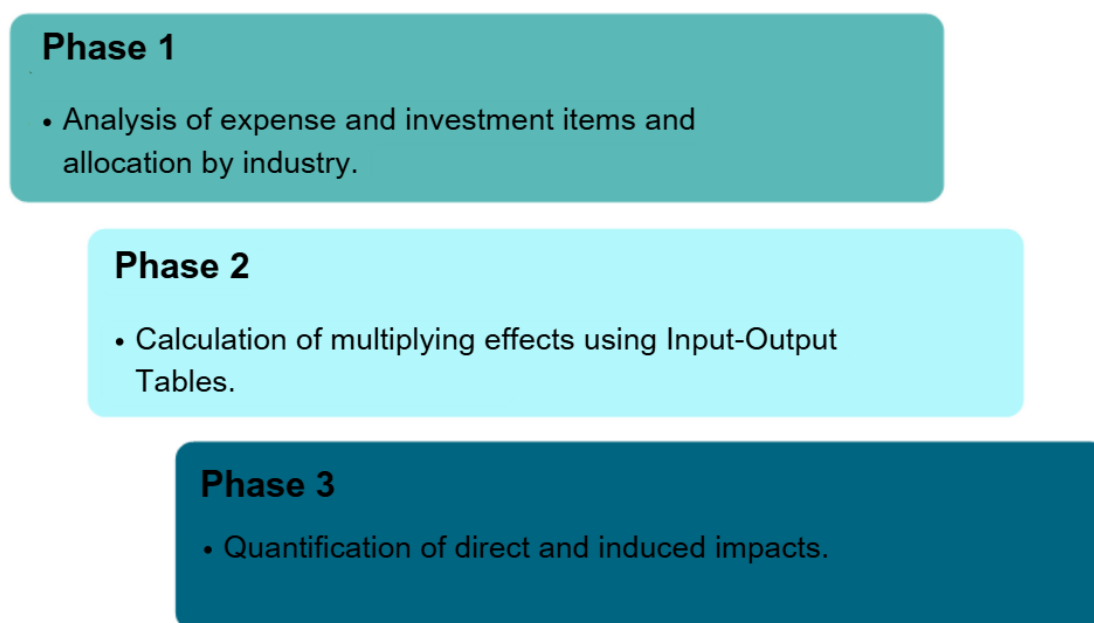 Phase 1
• Analysis of expense and investment items and
allocation by industry.
Phase 2
• Calculation of multiplying effects using Input-Output
Tables.
Phase 3
• Quantification of direct and induced impacts.